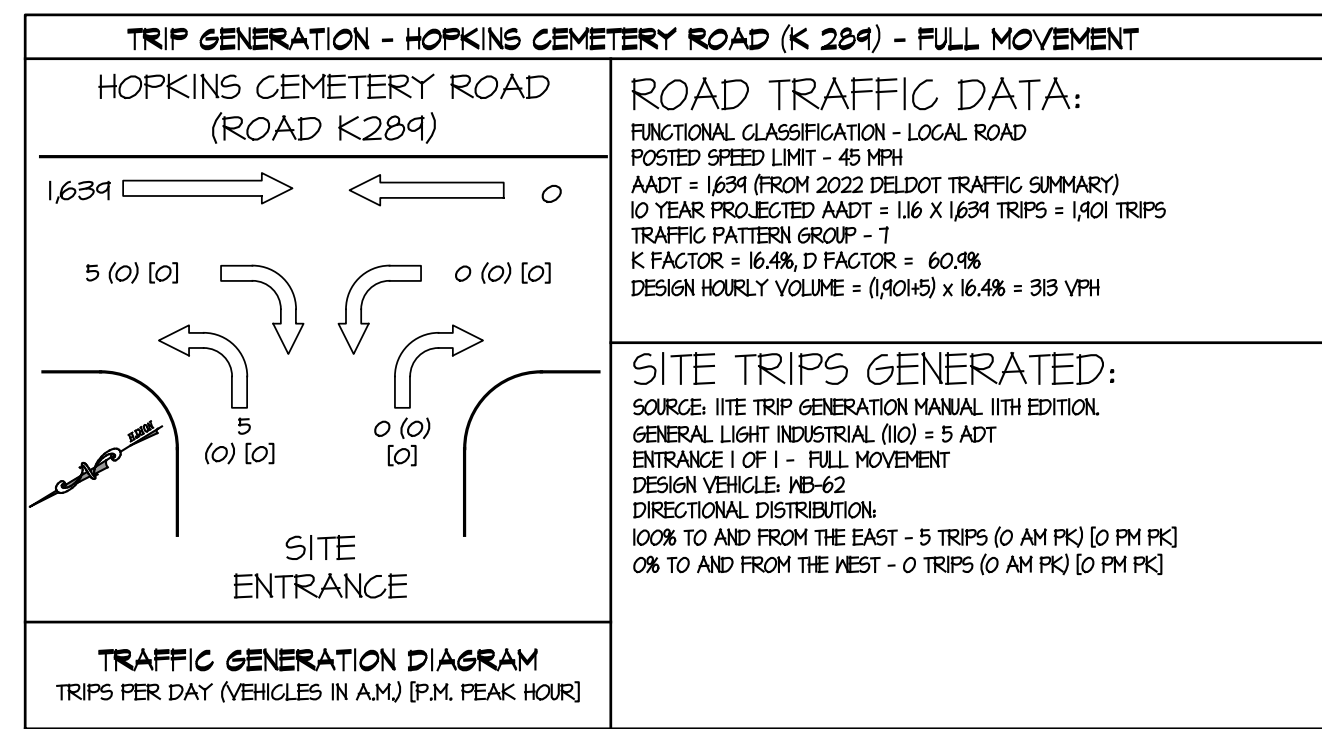 TRIP GENERATION - HOPKINS CEMETERY ROAD (K 289) - FULL MOVEMENT
HOPKINS CEMETERY ROAD
(ROAD K289)
1,639
0
5 (0) [0]
0 (0) [0]
5
(0) [0]
0 (0)
[0]
NORTH
SITE
ENTRANCE
TRAFFIC GENERATION DIAGRAM
TRIPS PER DAY (VEHICLES IN A.M.) [P.M. PEAK HOUR]
ROAD TRAFFIC DATA:
FUNCTIONAL CLASSIFICATION - LOCAL ROAD
POSTED SPEED LIMIT - 45 MPH
AADT = 1,639 (FROM 2022 DELDOT TRAFFIC SUMMARY)
10 YEAR PROJECTED AADT = 1.16 X 1,639 TRIPS = 1,901 TRIPS
TRAFFIC PATTERN GROUP - 7
K FACTOR = 16.4%, D FACTOR = 60.9%
DESIGN HOURLY VOLUME = (1,901+5) x 16.4% = 313 VPH
SITE TRIPS GENERATED:
SOURCE: IITE TRIP GENERATION MANUAL 11TH EDITION.
GENERAL LIGHT INDUSTRIAL (110) = 5 ADT
ENTRANCE 1 OF 1 - FULL MOVEMENT
DESIGN VEHICLE: WB-62
DIRECTIONAL DISTRIBUTION:
100% TO AND FROM THE EAST - 5 TRIPS (0 AM PK) [0 PM PK]
0% TO AND FROM THE WEST - 0 TRIPS (0 AM PK) [0 PM PK]